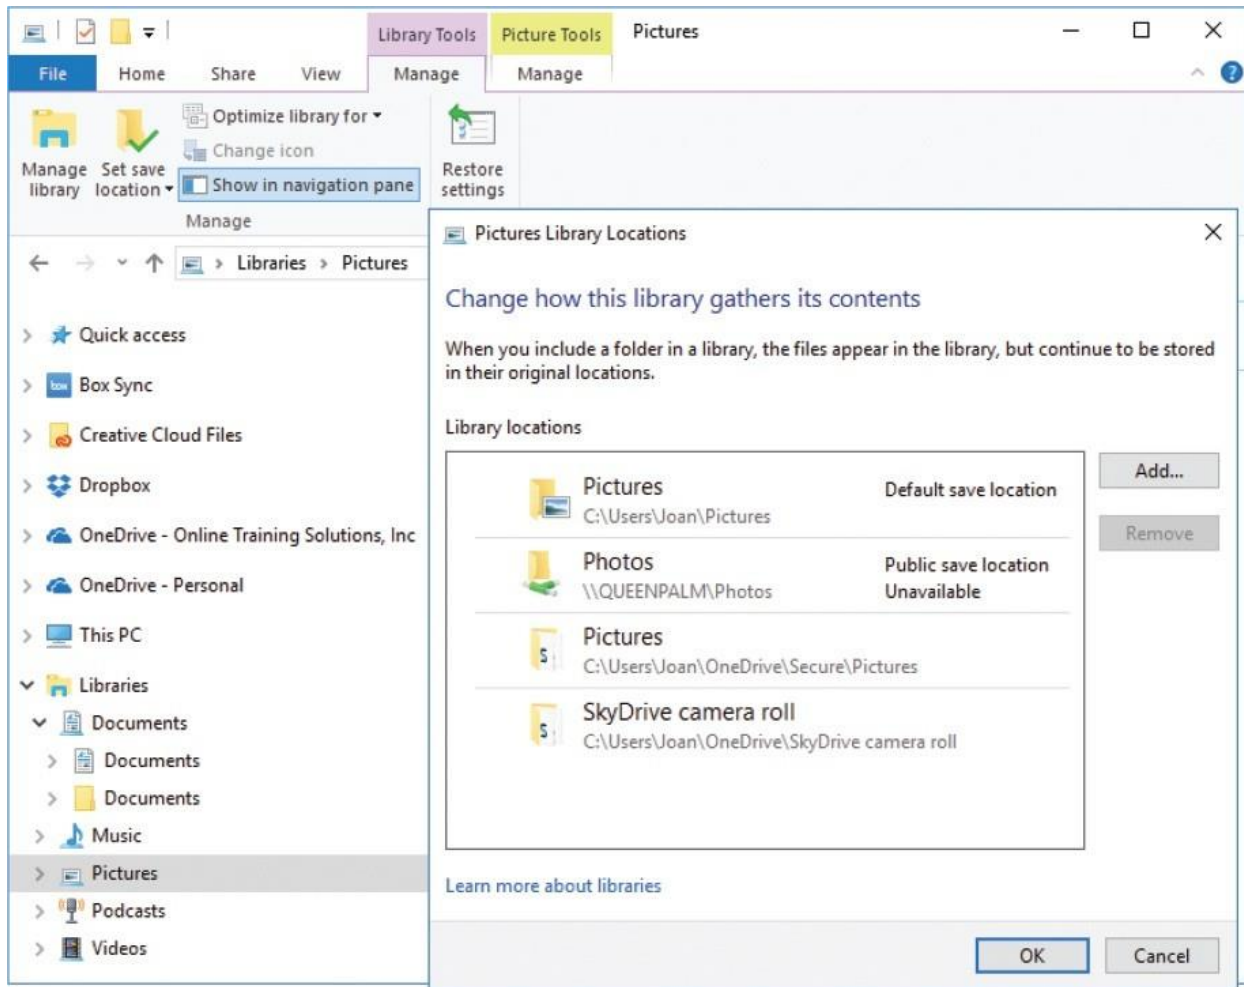 Library Tools Picture Tools Pictures
File Home Share View Manage Manage
Manage library
Set save location
Optimize library for
Change icon
Show in navigation pane
Restore settings
Manage
Libraries > Pictures
Quick access
box Box Sync
Creative Cloud Files
Dropbox
OneDrive - Online Training Solutions, Inc
OneDrive - Personal
This PC
Libraries
Documents
Documents
Documents
Music
Pictures
Podcasts
Videos
Pictures Library Locations
Change how this library gathers its contents
When you include a folder in a library, the files appear in the library, but continue to be stored
in their original locations.
Library locations
Pictures Default save location
C:\Users\Joan\Pictures
Photos Public save location
\\QUEENPALM\Photos Unavailable
Pictures
C:\Users\Joan\OneDrive\Secure\Pictures
SkyDrive camera roll
C:\Users\Joan\OneDrive\SkyDrive camera roll
Add...
Remove
Learn more about libraries
OK Cancel